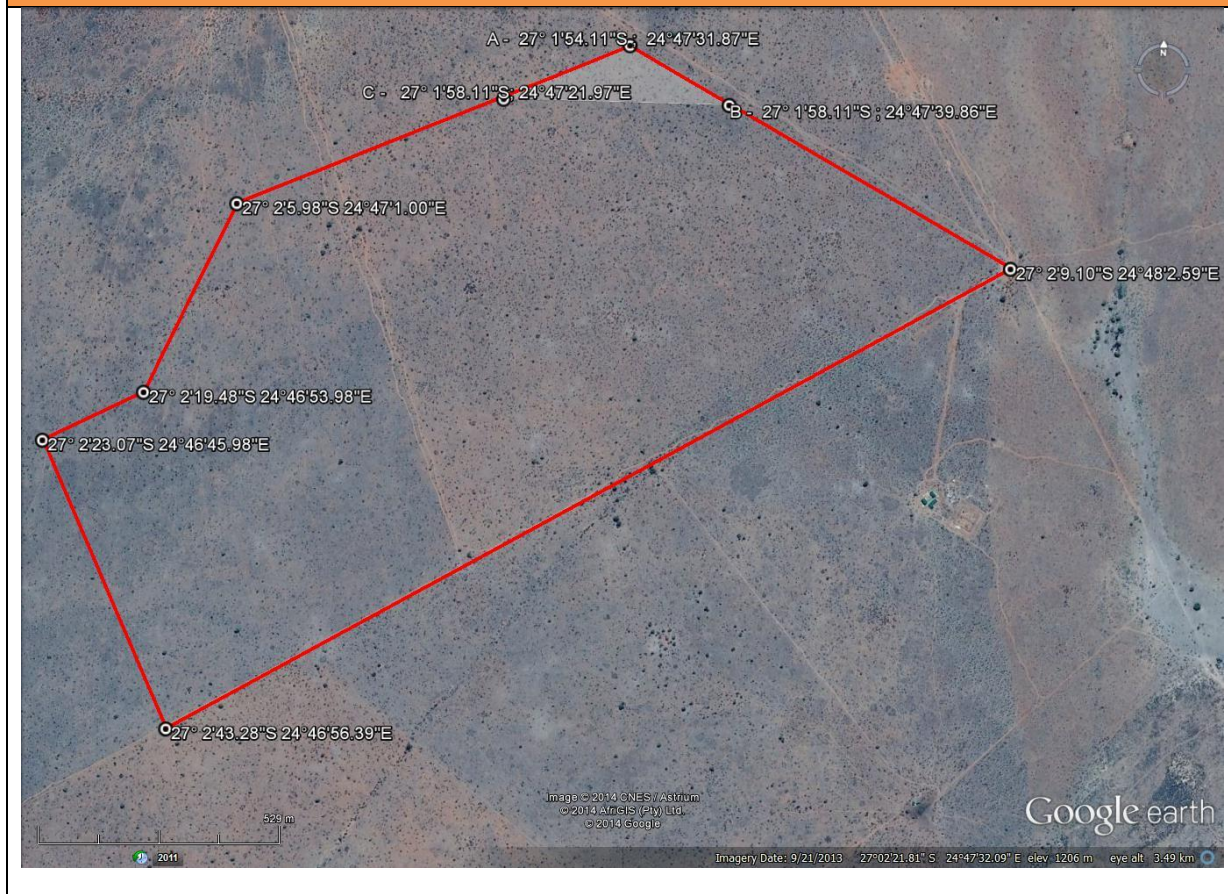 A - 27° 1'54.11"S ; 24°47'31.87"E
N
C - 27° 1'58.11"S; 24°47'21.97"E
B - 27° 1'58.11"S ; 24°47'39.86"E
27° 2'5.98"S 24°47'1.00"E
27° 2'9.10"S 24°48'2.59"E
27° 2'19.48"S 24°46'53.98"E
27° 2'23.07"S 24°46'45.98"E
27° 2'43.28"S 24°46'56.39"E
Image © 2014 CNES / Astrium
© 2014 AfriGIS (Pty) Ltd.
© 2014 Google
Google earth
529 m
2011
Imagery Date: 9/21/2013 27°02'21.81" S 24°47'32.09" E elev 1206 m eye alt 3.49 km